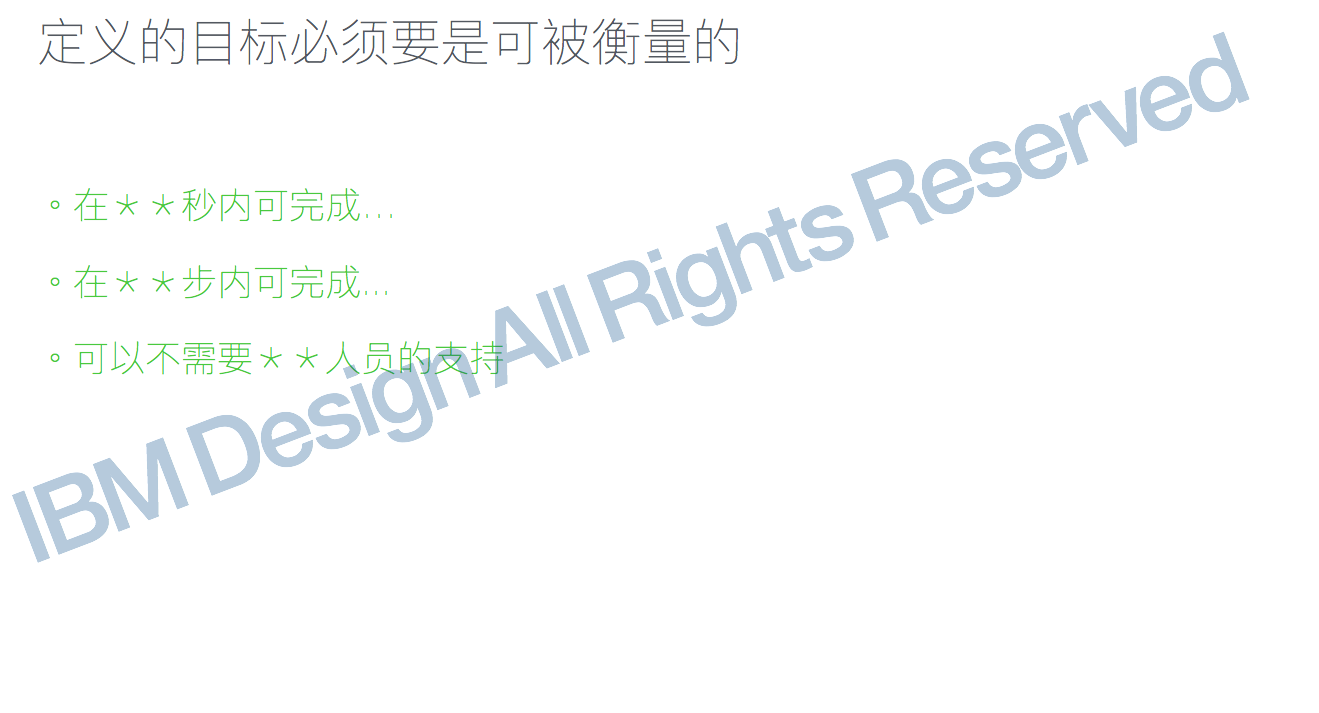 定义的目标必须要是可被衡量的
。在＊＊秒内可完成...
。在＊＊步内可完成...
。可以不需要＊＊人员的支持
IBM Design All Rights Reserved